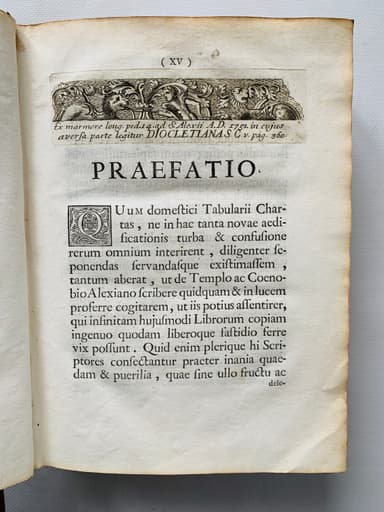 ( XV )
Ex marmore long. ped. 14. ad S. Alexii A.D. 1751. in cujus
aversa parte legitur DIOCLETIANAS C v. pag. 360.
PRAEFATIO.
QUUm domestici Tabularii Char-
tas, ne in hac tanta novae aedi-
ficationis turba & confusione
rerum omnium interirent, diligenter se-
ponendas servandasque existimassem,
tantum aberat, ut de Templo ac Coeno-
bio Alexiano scribere quidquam & in lucem
proferre cogitarem, ut iis potius assentirer,
qui infinitam hujusmodi Librorum copiam
ingenuo quodam liberoque fastidio ferre
vix possunt. Quid enim plerique hi Scri-
ptores consectantur praeter inania quae-
dam & puerilia, quae sine ullo fructu ac
dele-